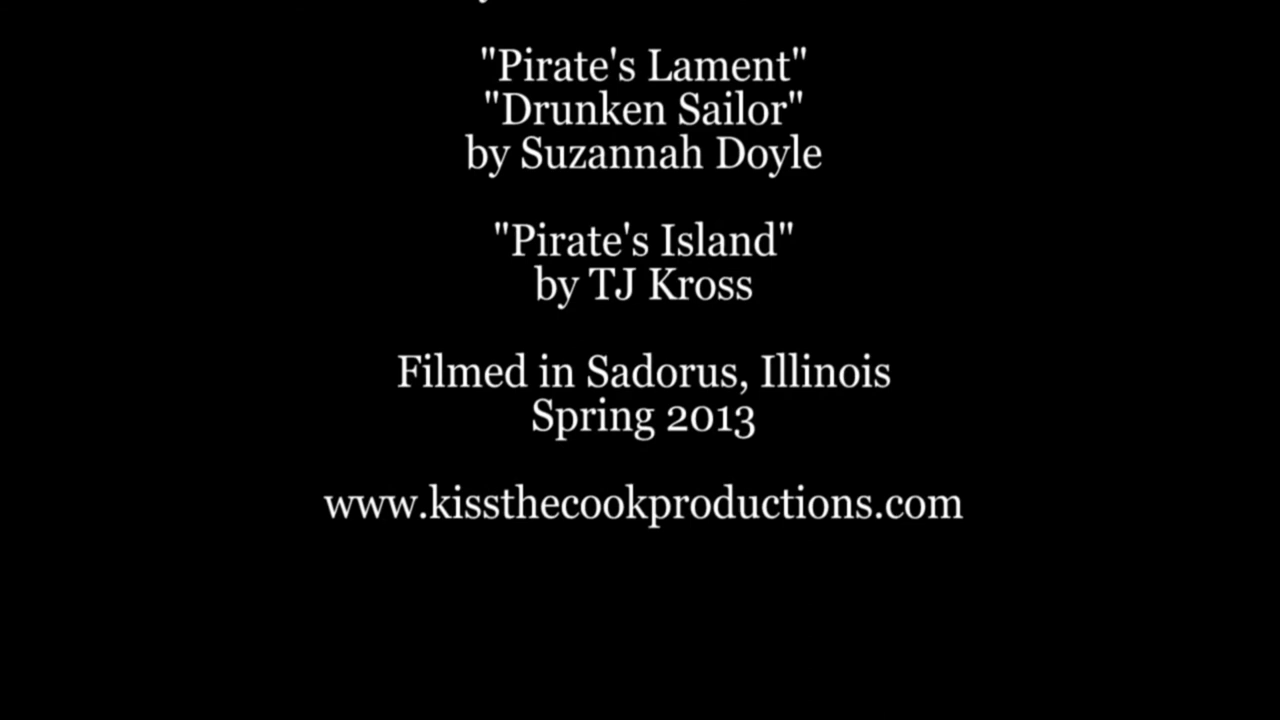 "Pirate's Lament"
"Drunken Sailor"
by Suzannah Doyle
"Pirate's Island"
by TJ Kross
Filmed in Sadorus, Illinois
Spring 2013
www.kissthecookproductions.com